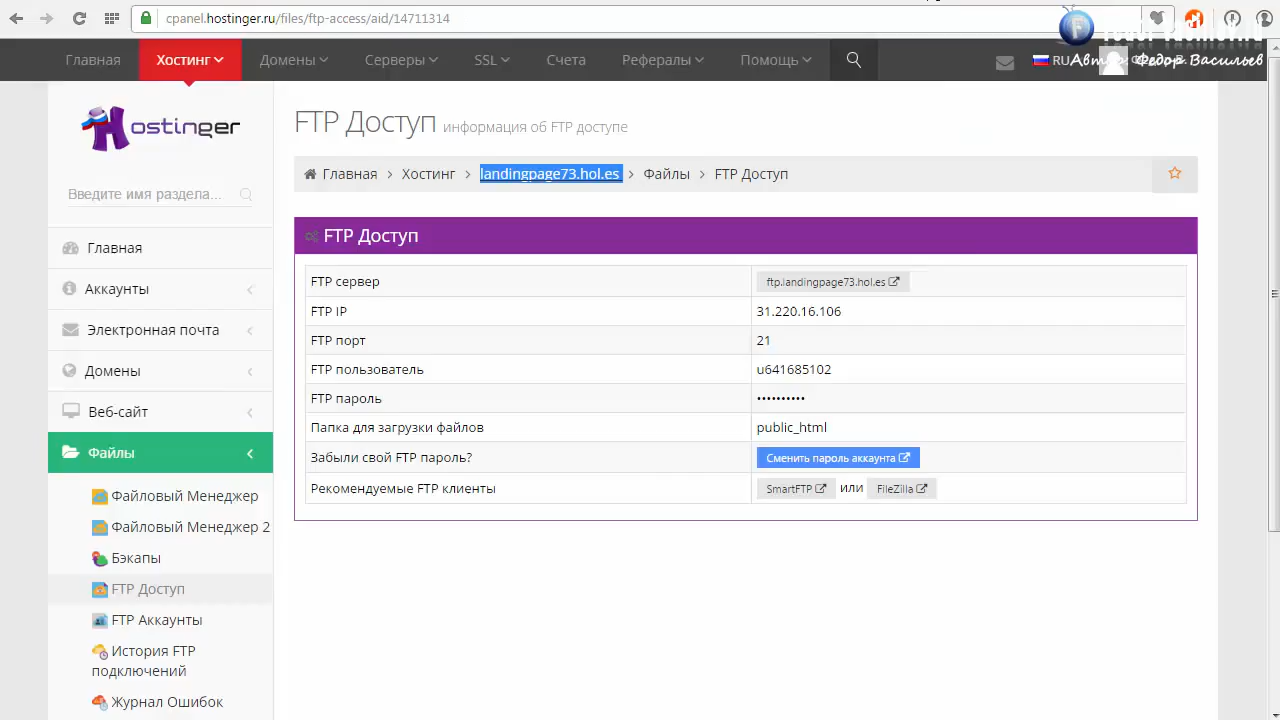 cpanel.hostinger.ru/files/ftp-access/aid/14711314
Главная Хостинг Домены Серверы SSL Счета Рефералы Помощь RU
Автор: Федор Васильев
Hostinger
FTP Доступ информация об FTP доступе
Введите имя раздела...
Главная > Хостинг > landingpage73.hol.es > Файлы > FTP Доступ
Главная
Аккаунты
Электронная почта
Домены
Веб-сайт
Файлы
Файловый Менеджер
Файловый Менеджер 2
Бэкапы
FTP Доступ
FTP Аккаунты
История FTP
подключений
Журнал Ошибок
FTP Доступ
FTP сервер ftp.landingpage73.hol.es
FTP IP 31.220.16.106
FTP порт 21
FTP пользователь u641685102
FTP пароль ••••••••••
Папка для загрузки файлов public_html
Забыли свой FTP пароль? Сменить пароль аккаунта
Рекомендуемые FTP клиенты SmartFTP или FileZilla